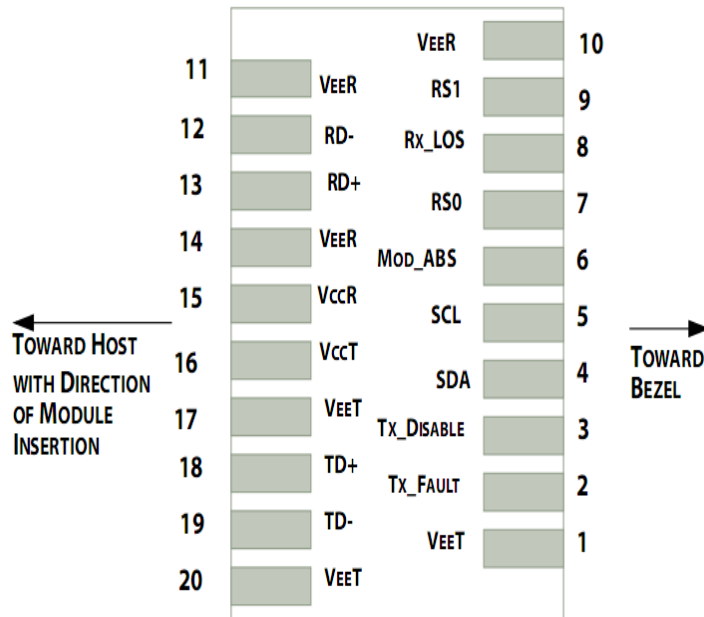 11 VEER
12 RD-
13 RD+
14 VEER
15 VCCR
16 VCCT
17 VEET
18 TD+
19 TD-
20 VEET
VEER 10
RS1 9
RX_LOS 8
RS0 7
MOD_ABS 6
SCL 5
SDA 4
TX_DISABLE 3
TX_FAULT 2
VEET 1
TOWARD HOST
WITH DIRECTION
OF MODULE
INSERTION
TOWARD
BEZEL